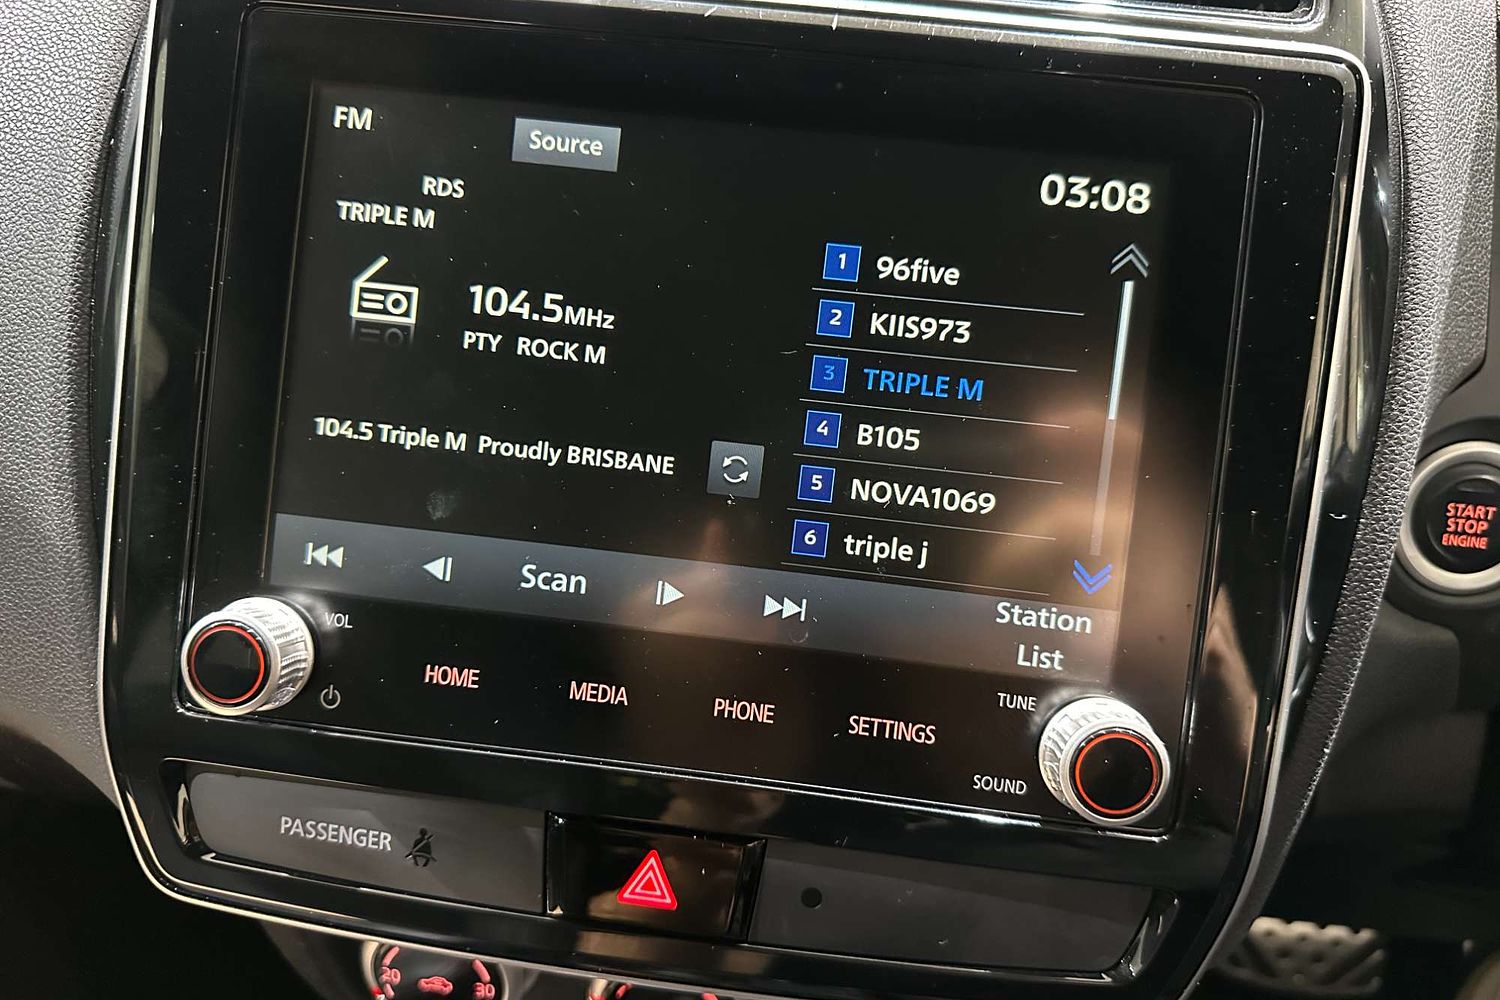 FM
Source
03:08
RDS
TRIPLE M
104.5MHz
PTY ROCK M
104.5 Triple M Proudly BRISBANE
1 96five
2 KIIS973
3 TRIPLE M
4 B105
5 NOVA1069
6 triple j
Scan
Station
List
VOL
HOME
MEDIA
PHONE
SETTINGS
TUNE
SOUND
PASSENGER
START
STOP
ENGINE
20
30